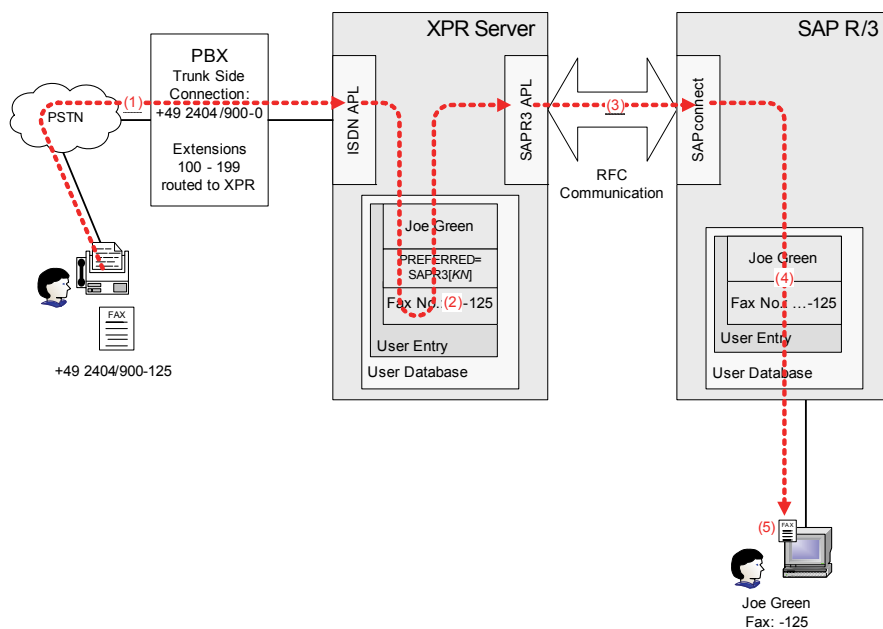 XPR Server
SAP R/3
PBX
Trunk Side
Connection:
+49 2404/900-0
Extensions
100 - 199
routed to XPR
PSTN
(1)
ISDN APL
SAPR3 APL
(3)
RFC
Communication
SAPconnect
Joe Green
PREFERRED=
SAPR3[KN]
Fax No.: (2) -125
User Entry
User Database
Joe Green
(4)
Fax No.: …-125
User Entry
User Database
FAX
+49 2404/900-125
(5)
FAX
Joe Green
Fax: -125